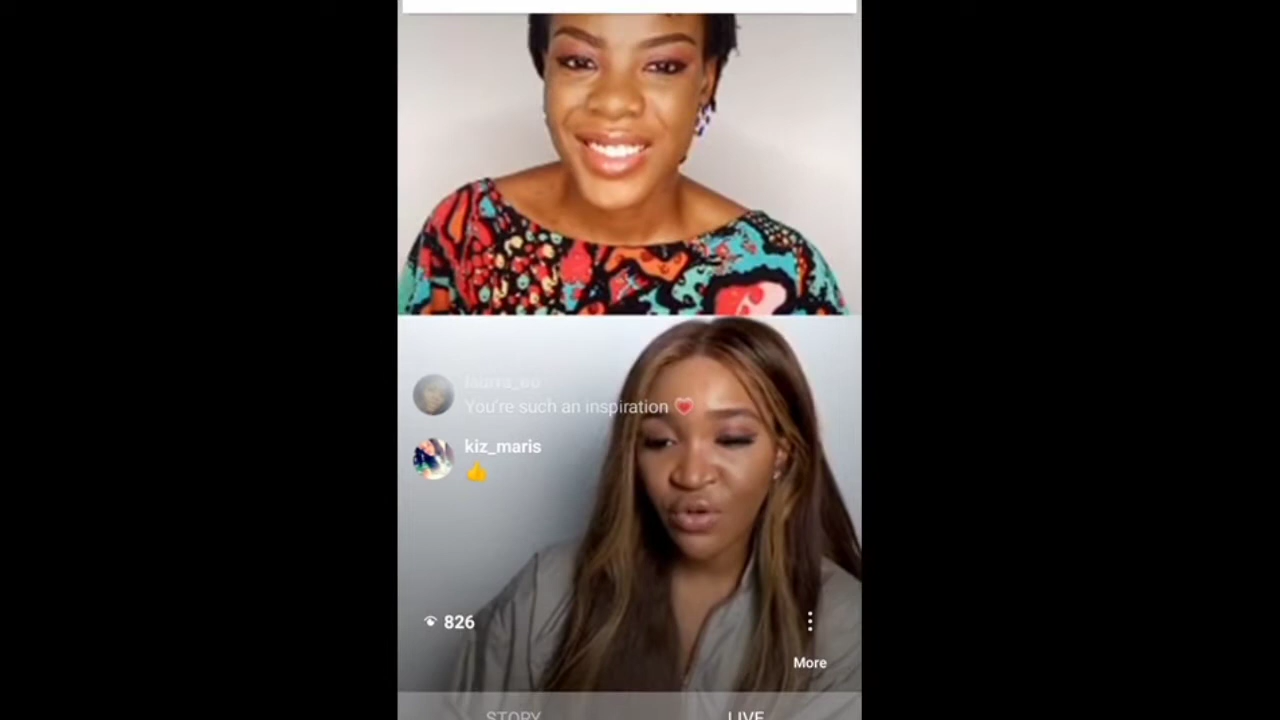 You're such an inspiration ❤️
kiz_maris
👍
826
More
STORY
LIVE